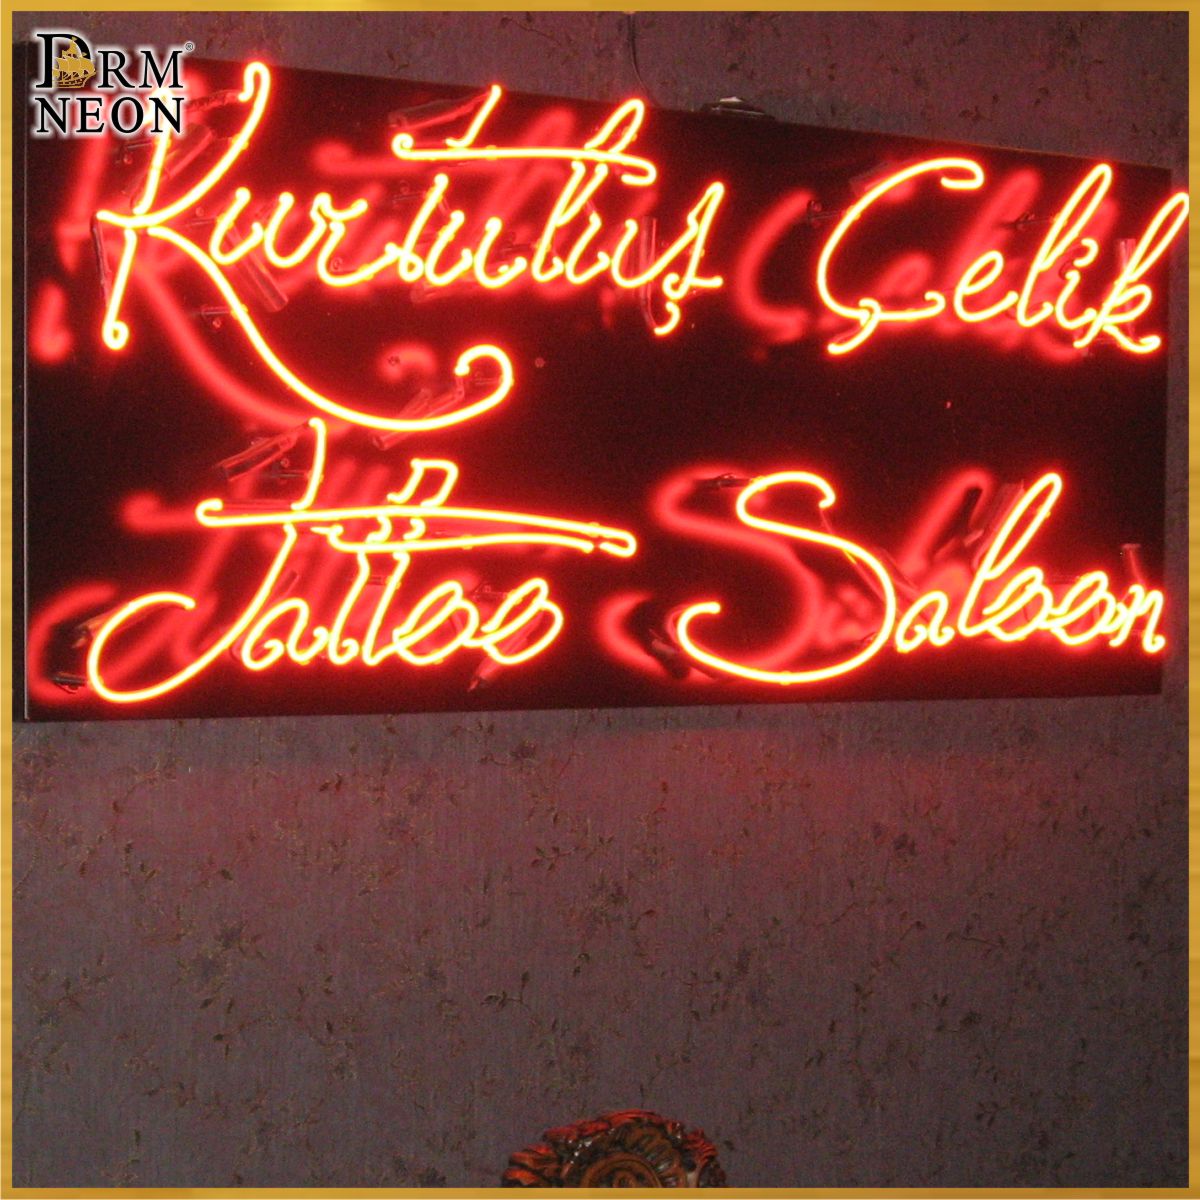 DRM®
NEON
Kurtuluş Çelik
Tattoo Saloon